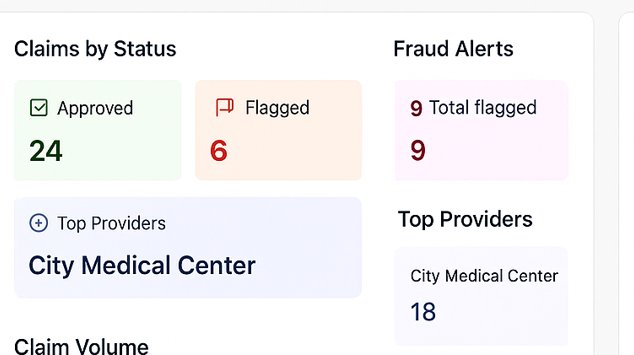 Claims by Status
Approved
24
Flagged
6
Top Providers
City Medical Center
Claim Volume
Fraud Alerts
9 Total flagged
9
Top Providers
City Medical Center
18